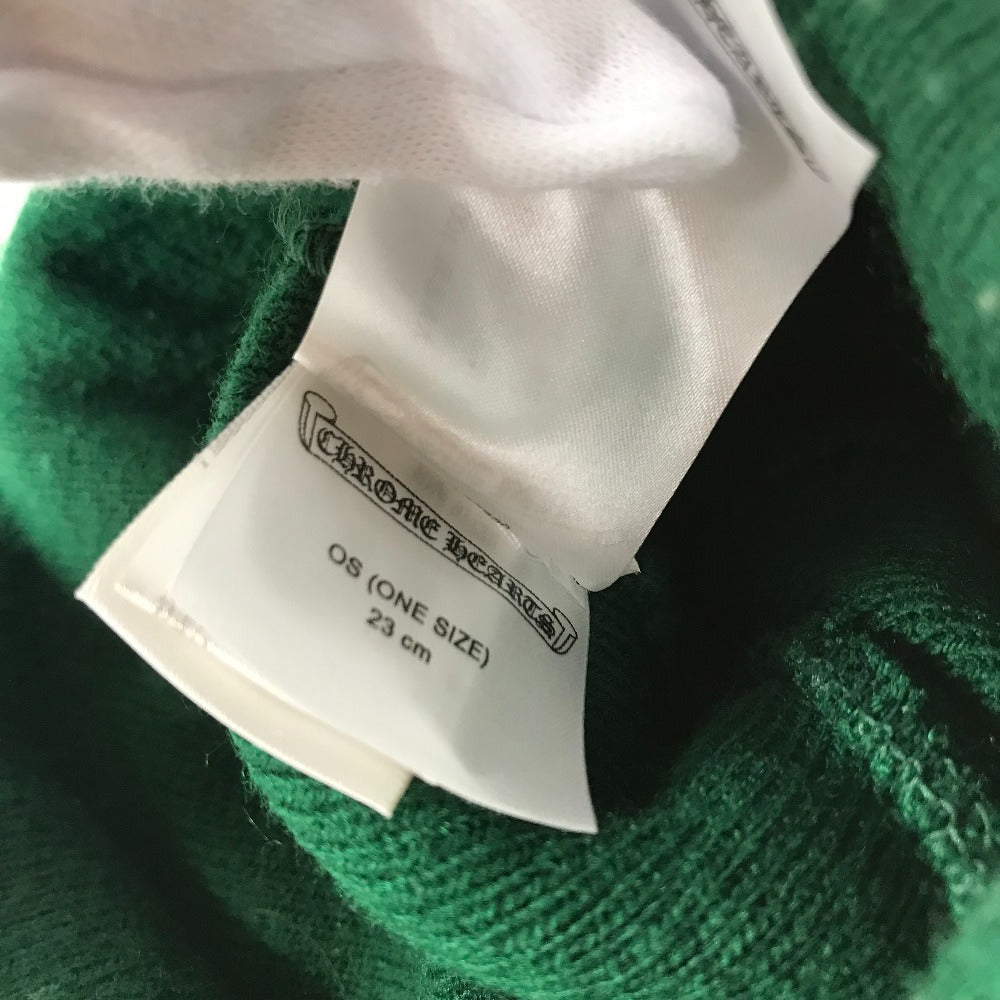 CHROME HEARTS
OS (ONE SIZE)
23 cm